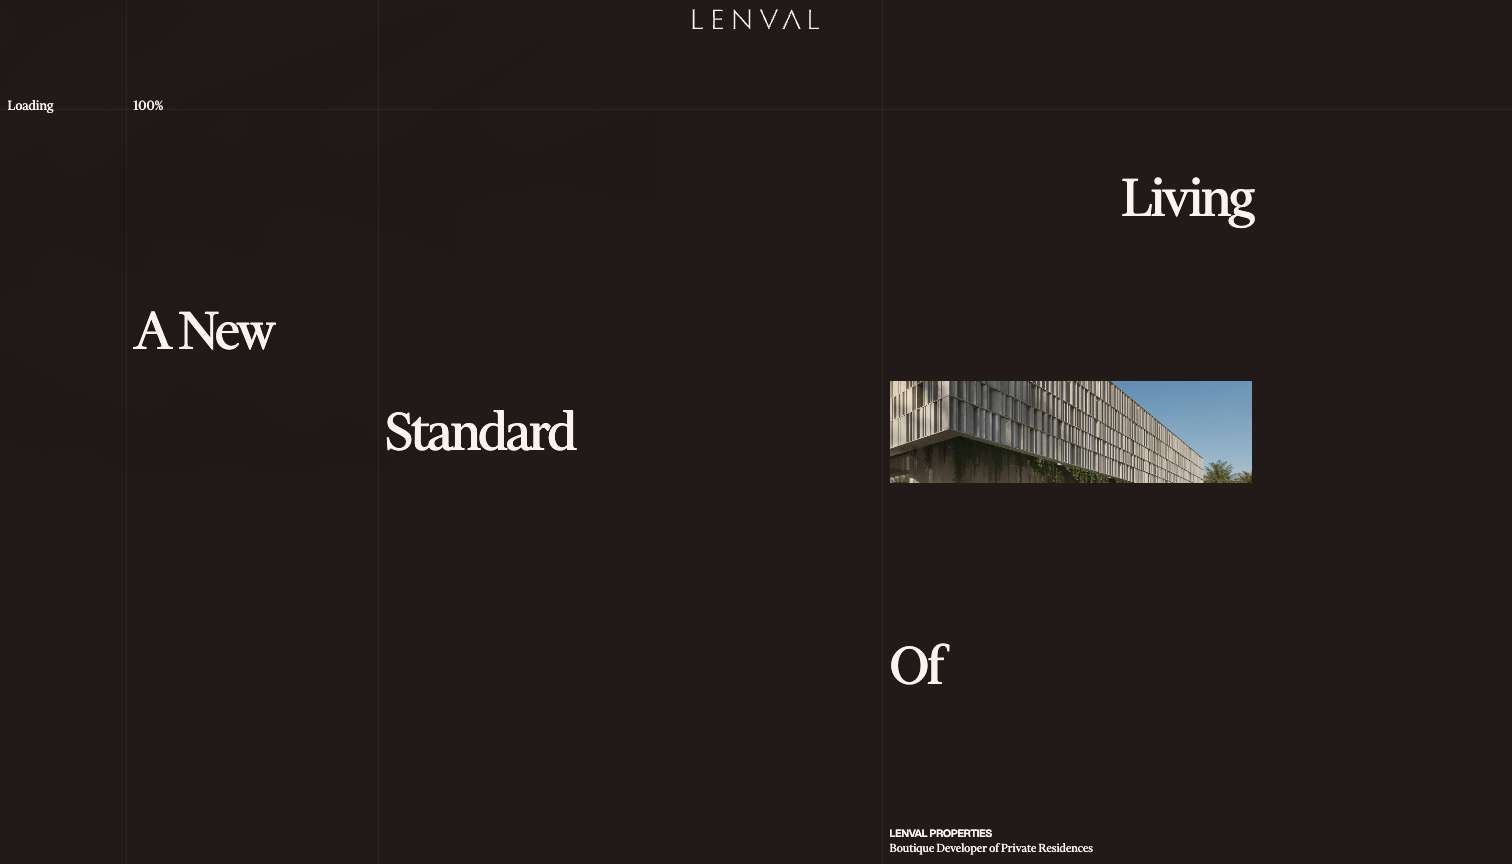 LENVAL
Loading
100%
Living
A New
Standard
Of
LENVAL PROPERTIES
Boutique Developer of Private Residences